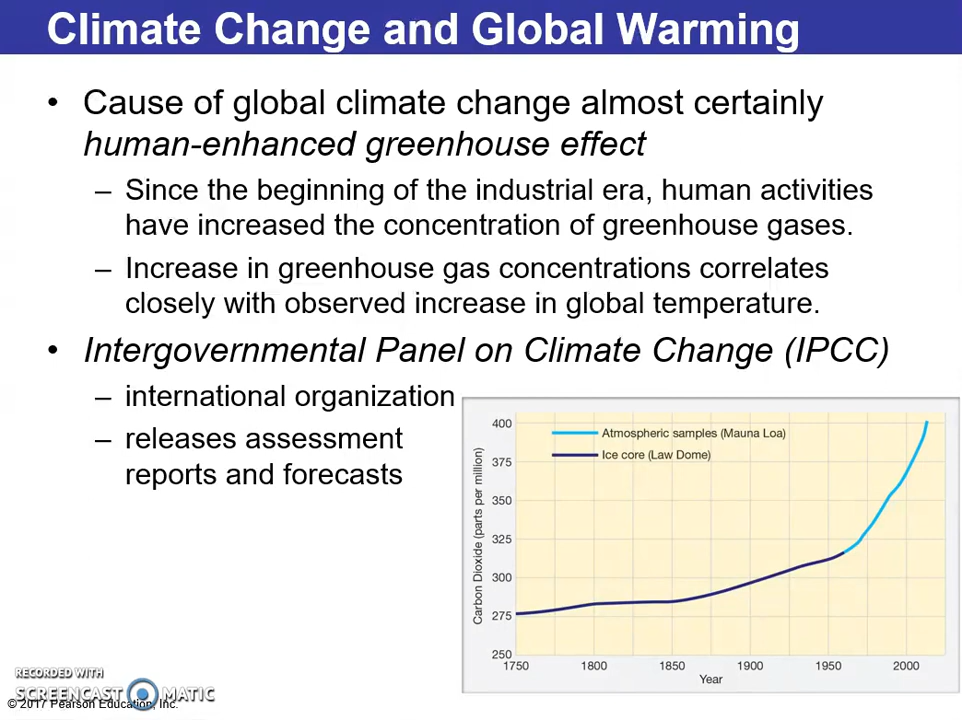 Climate Change and Global Warming
• Cause of global climate change almost certainly
human-enhanced greenhouse effect
– Since the beginning of the industrial era, human activities
have increased the concentration of greenhouse gases.
– Increase in greenhouse gas concentrations correlates
closely with observed increase in global temperature.
• Intergovernmental Panel on Climate Change (IPCC)
– international organization
– releases assessment
reports and forecasts
Atmospheric samples (Mauna Loa)
Ice core (Law Dome)
Carbon Dioxide (parts per million)
400
375
350
325
300
275
250
1750 1800 1850 1900 1950 2000
Year
RECORDED WITH
SCREENCAST MATIC
© 2017 Pearson Education, Inc.